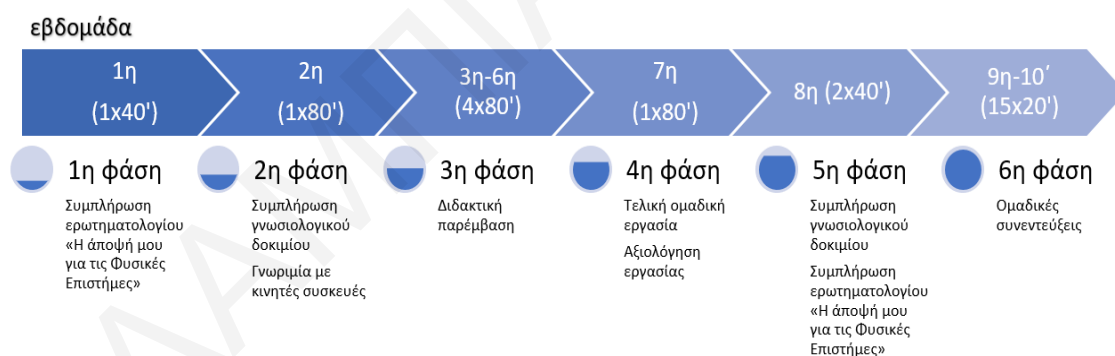 εβδομάδα
1η
(1x40')
2η
(1x80')
3η-6η
(4x80')
7η
(1x80')
8η (2x40')
9η-10΄
(15x20')
1η φάση
Συμπλήρωση
ερωτηματολογίου
«Η άποψή μου
για τις Φυσικές
Επιστήμες»
2η φάση
Συμπλήρωση
γνωσιολογικού
δοκιμίου
Γνωριμία με
κινητές συσκευές
3η φάση
Διδακτική
παρέμβαση
4η φάση
Τελική ομαδική
εργασία
Αξιολόγηση
εργασίας
5η φάση
Συμπλήρωση
γνωσιολογικού
δοκιμίου
Συμπλήρωση
ερωτηματολογίου
«Η άποψή μου
για τις Φυσικές
Επιστήμες»
6η φάση
Ομαδικές
συνεντεύξεις